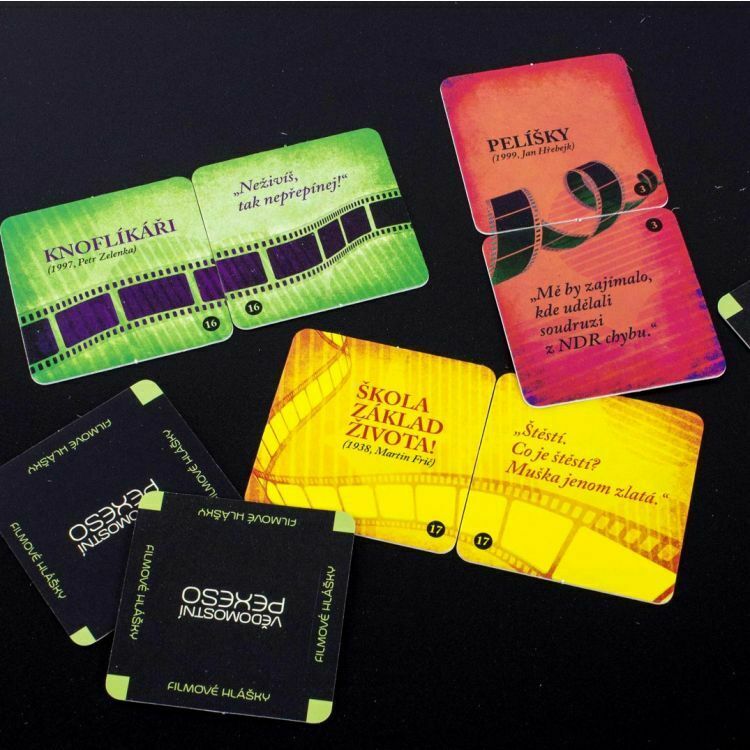 KNOFLÍKÁŘI
(1997, Petr Zelenka)
16
„Neživíš,
tak nepřepínej!“
16
PELÍŠKY
(1999, Jan Hřebejk)
3
3
„Mě by zajímalo,
kde udělali
soudruzi
z NDR chybu.“
ŠKOLA
ZÁKLAD
ŽIVOTA!
(1938, Martin Frič)
17
„Štěstí.
Co je štěstí?
Muška jenom zlatá.“
17
FILMOVÉ HLÁŠKY
FILMOVÉ HLÁŠKY
FILMOVÉ HLÁŠKY
VĚDOMOSTNÍ
PEXESO
FILMOVÉ HLÁŠKY
FILMOVÉ HLÁŠKY
FILMOVÉ HLÁŠKY
FILMOVÉ HLÁŠKY
VĚDOMOSTNÍ
PEXESO